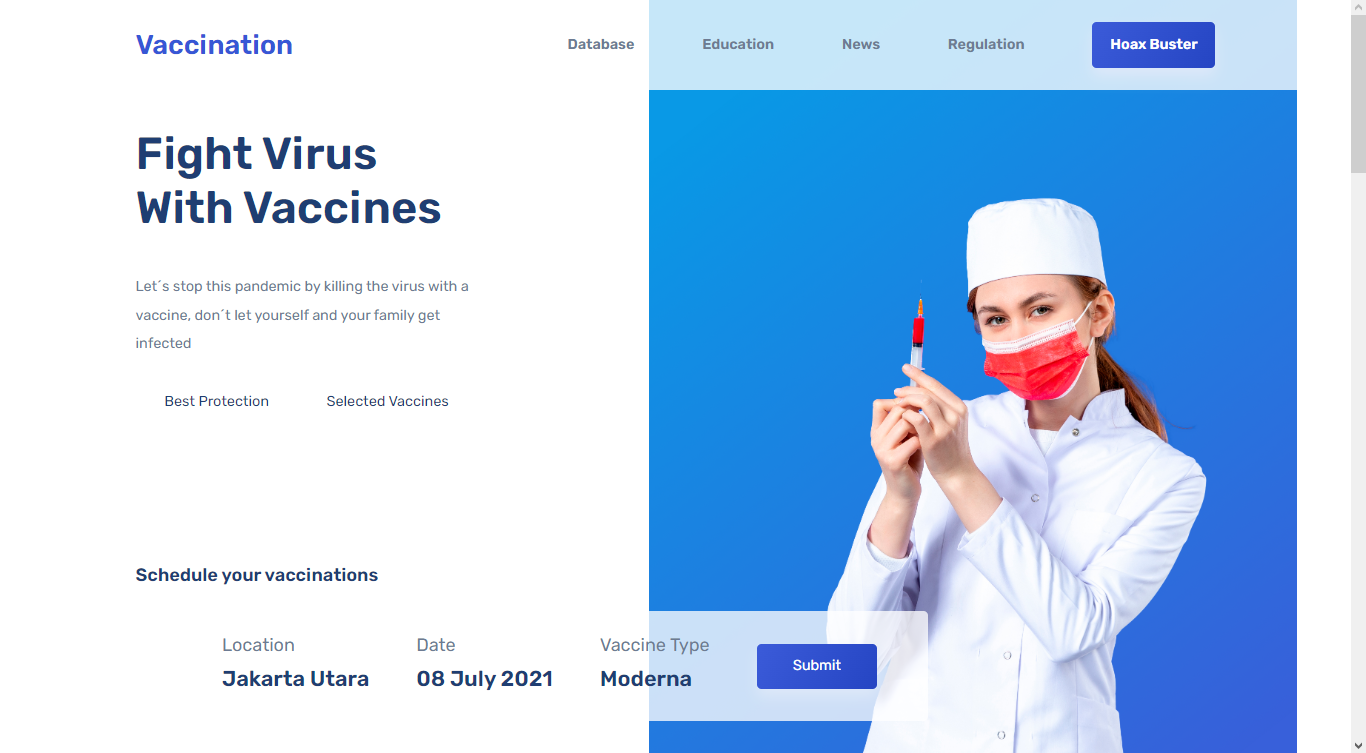 Vaccination
Database
Education
News
Regulation
Hoax Buster
Fight Virus
With Vaccines
Let´s stop this pandemic by killing the virus with a
vaccine, don´t let yourself and your family get
infected
Best Protection
Selected Vaccines
Schedule your vaccinations
Location
Jakarta Utara
Date
08 July 2021
Vaccine Type
Moderna
Submit